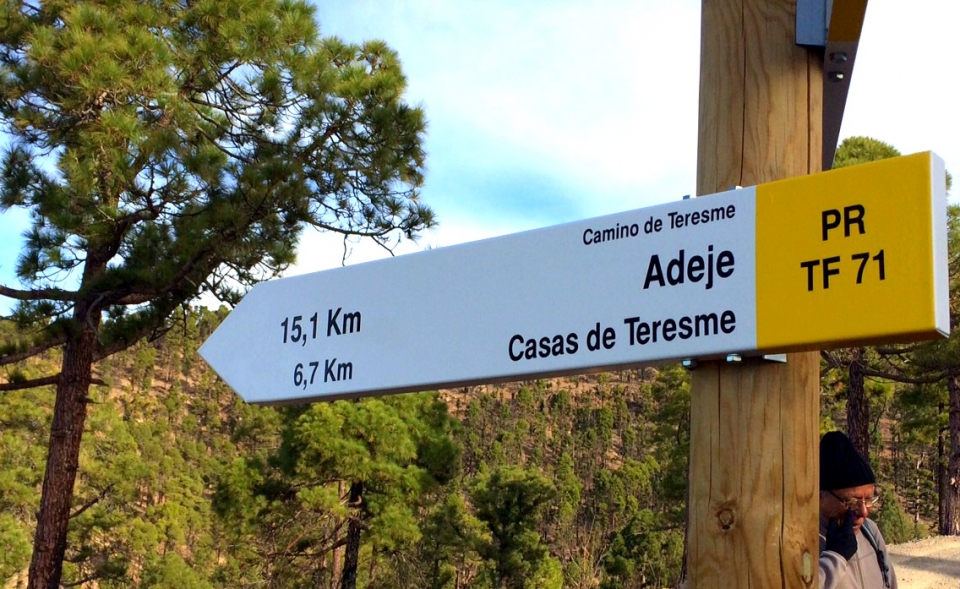 Camino de Teresme
15,1 Km Adeje
6,7 Km Casas de Teresme
PR
TF 71